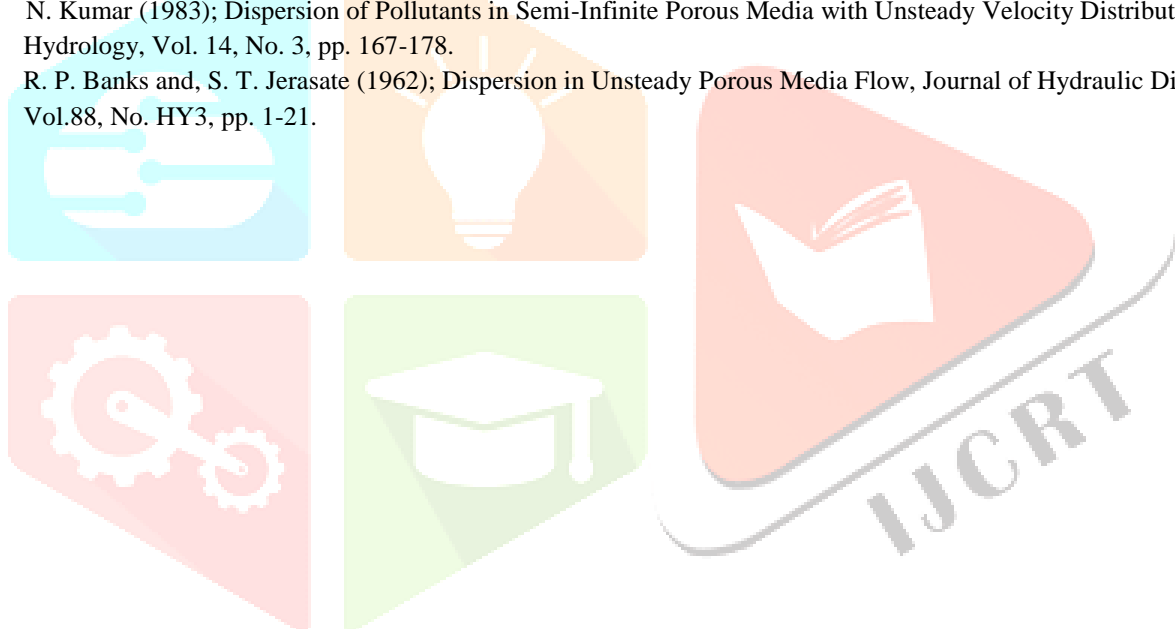 N. Kumar (1983); Dispersion of Pollutants in Semi-Infinite Porous Media with Unsteady Velocity Distribut
Hydrology, Vol. 14, No. 3, pp. 167-178.
R. P. Banks and, S. T. Jerasate (1962); Dispersion in Unsteady Porous Media Flow, Journal of Hydraulic Di
Vol.88, No. HY3, pp. 1-21.
IJCRT